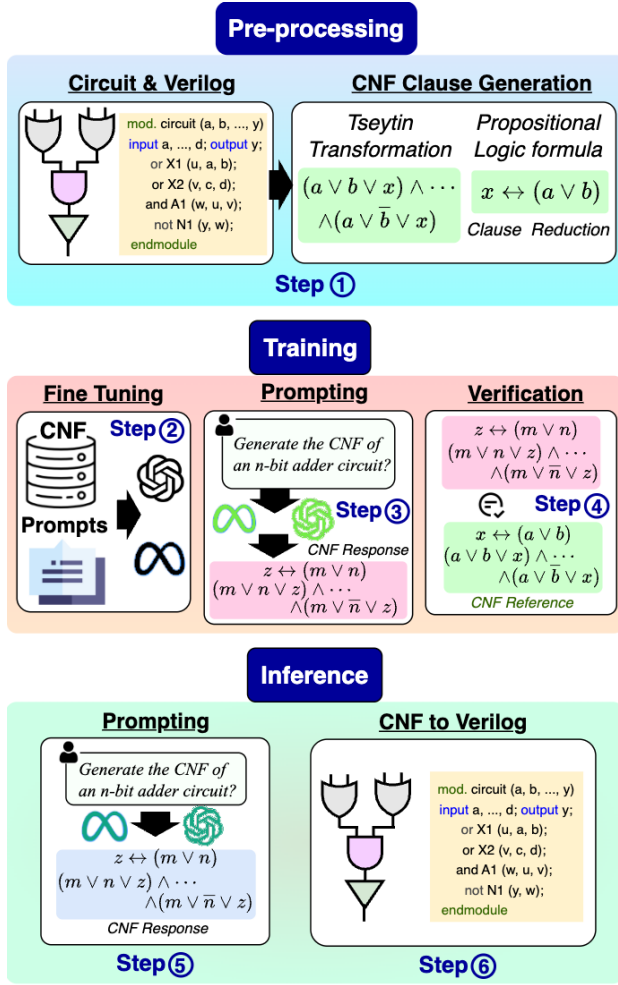 Pre-processing
Circuit & Verilog
mod. circuit (a, b, ..., y)
input a, ..., d; output y;
or X1 (u, a, b);
or X2 (v, c, d);
and A1 (w, u, v);
not N1 (y, w);
endmodule
CNF Clause Generation
Tseytin
Transformation
(a ∨ b ∨ x) ∧ ⋯
∧(a ∨ b̅ ∨ x)
Propositional
Logic formula
x ↔ (a ∨ b)
Clause Reduction
Step ①
Training
Fine Tuning
CNF
Step ②
Prompts
Prompting
Generate the CNF of
an n-bit adder circuit?
Step ③
CNF Response
z ↔ (m ∨ n)
(m ∨ n ∨ z) ∧ ⋯
∧(m ∨ n̅ ∨ z)
Verification
z ↔ (m ∨ n)
(m ∨ n ∨ z) ∧ ⋯
∧(m ∨ n̅ ∨ z)
Step ④
x ↔ (a ∨ b)
(a ∨ b ∨ x) ∧ ⋯
∧(a ∨ b̅ ∨ x)
CNF Reference
Inference
Prompting
Generate the CNF of
an n-bit adder circuit?
z ↔ (m ∨ n)
(m ∨ n ∨ z) ∧ ⋯
∧(m ∨ n̅ ∨ z)
CNF Response
Step ⑤
CNF to Verilog
mod. circuit (a, b, ..., y)
input a, ..., d; output y;
or X1 (u, a, b);
or X2 (v, c, d);
and A1 (w, u, v);
not N1 (y, w);
endmodule
Step ⑥